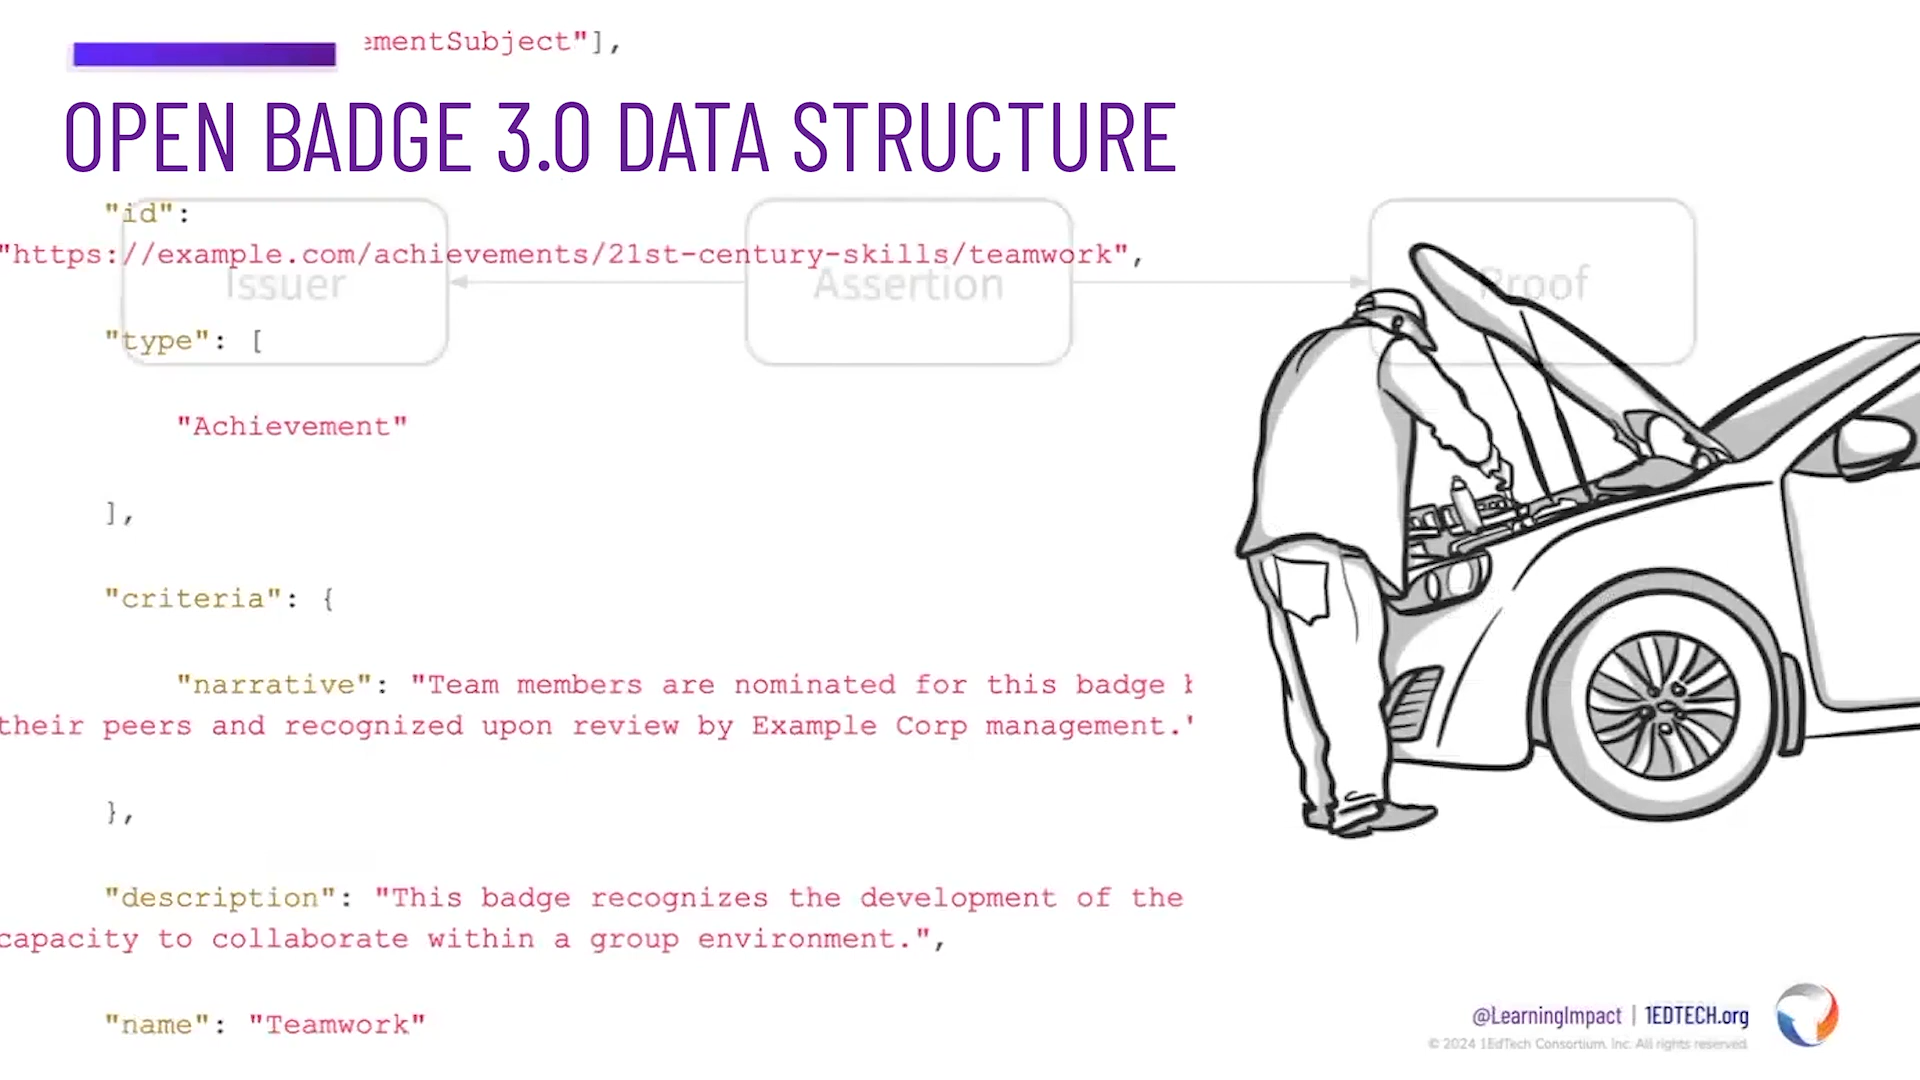 ementSubject"],
OPEN BADGE 3.0 DATA STRUCTURE
"id":
"https://example.com/achievements/21st-century-skills/teamwork",
Issuer
Assertion
Proof
"type": [
"Achievement"
],
"criteria": {
"narrative": "Team members are nominated for this badge
their peers and recognized upon review by Example Corp management.
},
"description": "This badge recognizes the development of the
capacity to collaborate within a group environment.",
"name": "Teamwork"
@LearningImpact | 1EDTECH.org
© 2024 1EdTech Consortium, Inc. All rights reserved.